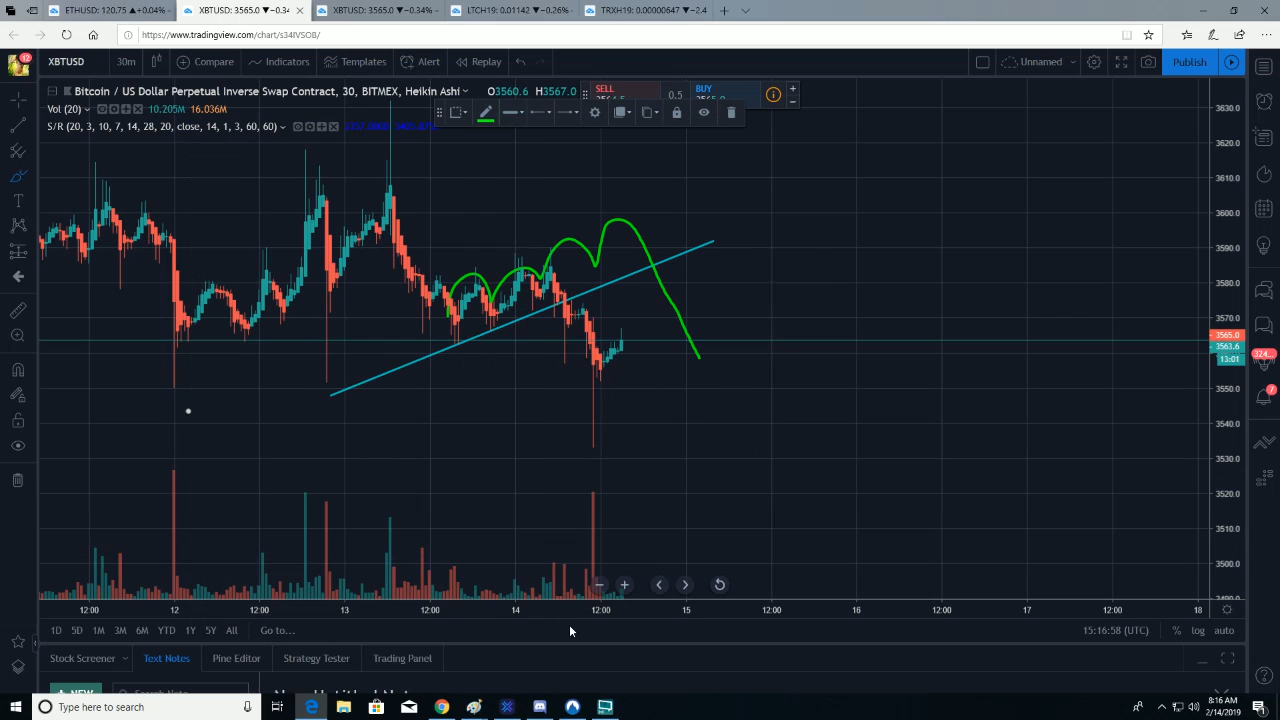 ETHUSD: 120.75 ▲+0.04%
XBTUSD: 3565.0 ▼−0.34
XBTUSD: 3565.0 ▼−0.34%
LTCH19: 0.01142 ▼−0.26%
TRXH19: 0.00000647 ▼−2.4
https://www.tradingview.com/chart/s34IVSOB/
12
XBTUSD
30m
Compare
Indicators
Templates
Alert
Replay
Unnamed
Publish
Bitcoin / US Dollar Perpetual Inverse Swap Contract, 30, BITMEX, Heikin Ashi
O3560.6 H3567.0
SELL
0.5
BUY
Vol (20) 10.205M 16.036M
S/R (20, 3, 10, 7, 14, 28, 20, close, 14, 1, 3, 60, 60)
3630.0
3620.0
3610.0
3600.0
3590.0
3580.0
3570.0
3565.0
3563.6
13:01
3550.0
3540.0
3530.0
3520.0
3510.0
3500.0
324...
7
12:00 12 12:00 13 12:00 14 12:00 15 12:00 16 12:00 17 12:00 18
1D 5D 1M 3M 6M YTD 1Y 5Y All Go to...
15:16:58 (UTC) % log auto
Stock Screener Text Notes Pine Editor Strategy Tester Trading Panel
NEW Search Note
Type here to search
8:16 AM
2/14/2019
1